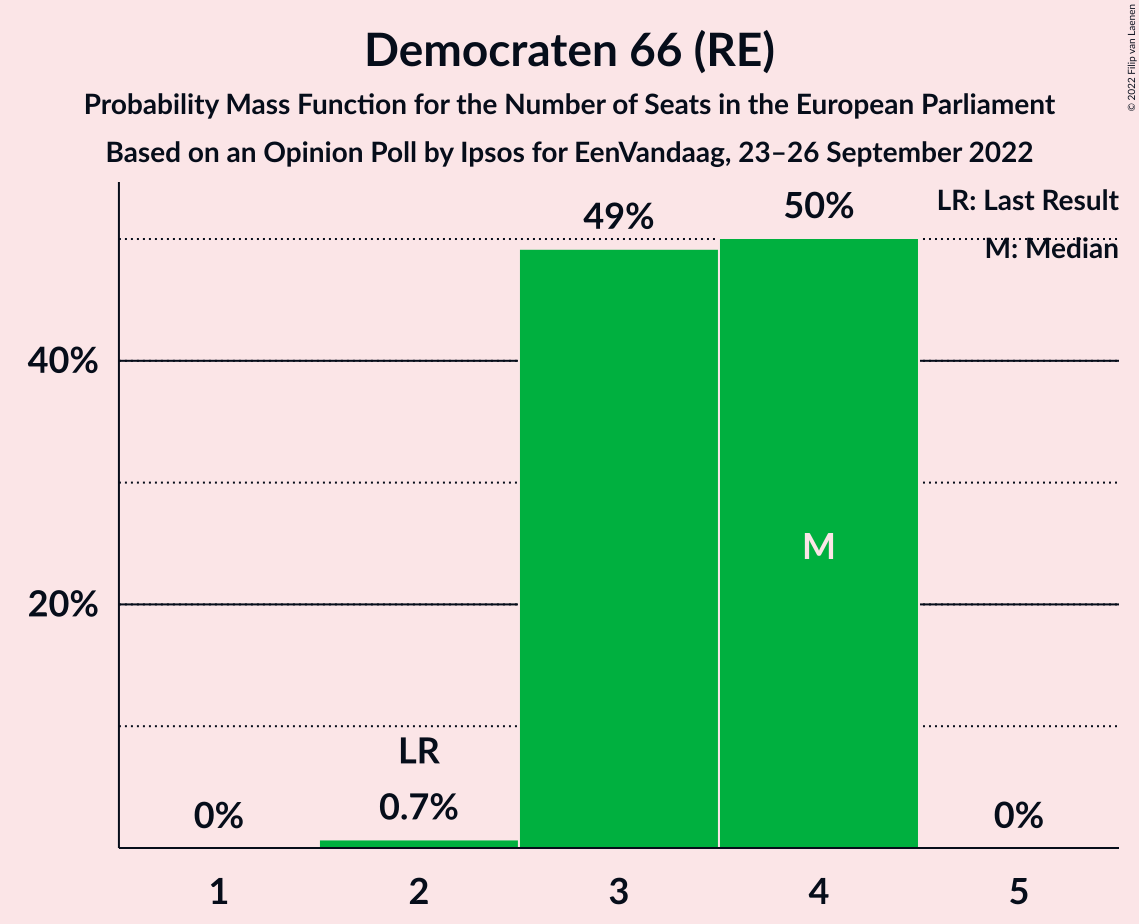 Democraten 66 (RE)
Probability Mass Function for the Number of Seats in the European Parliament
Based on an Opinion Poll by Ipsos for EenVandaag, 23–26 September 2022
© 2022 Filip van Laenen
LR: Last Result
M: Median
49%
50%
40%
20%
M
LR
0%
0.7%
0%
1
2
3
4
5